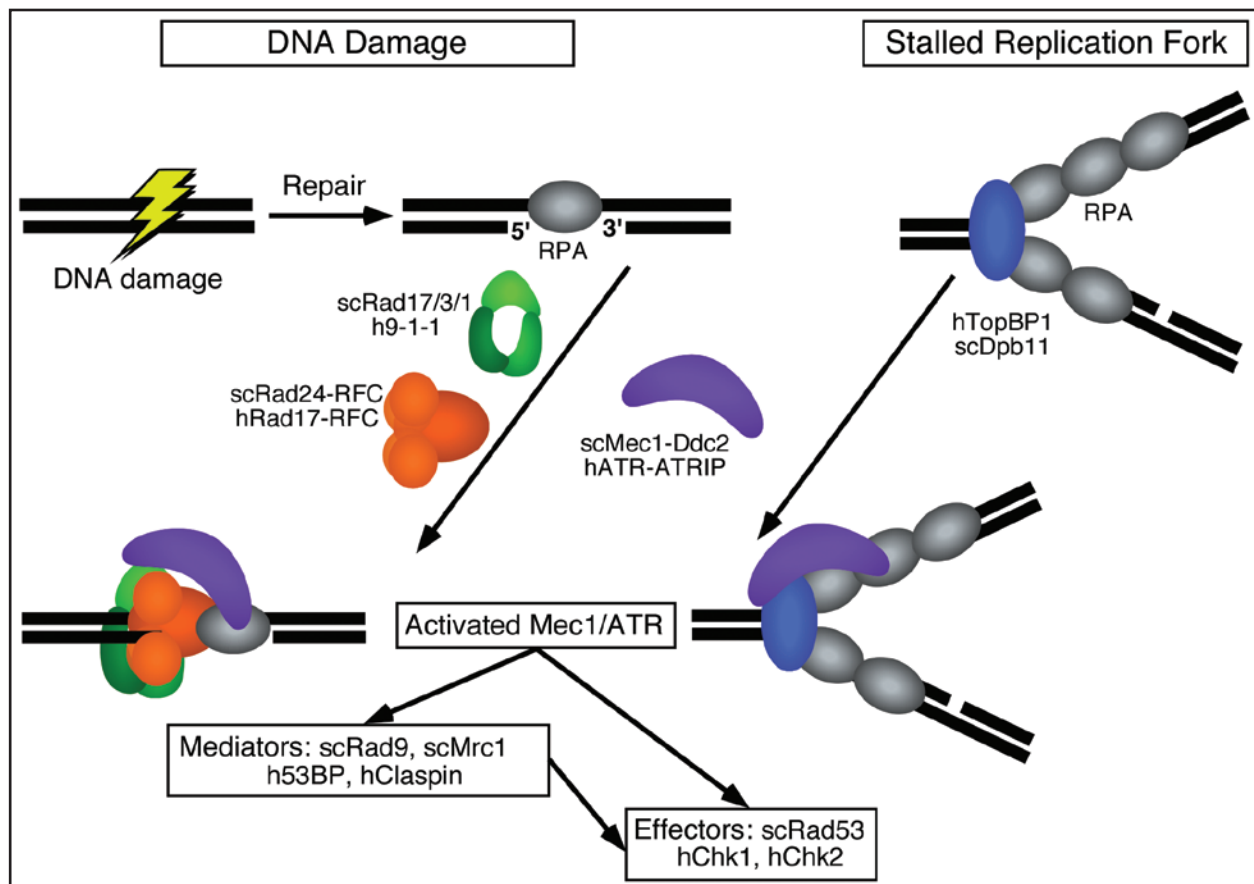 DNA Damage
Stalled Replication Fork
Repair
5'
3'
RPA
DNA damage
RPA
scRad17/3/1
h9-1-1
hTopBP1
scDpb11
scRad24-RFC
hRad17-RFC
scMec1-Ddc2
hATR-ATRIP
Activated Mec1/ATR
Mediators: scRad9, scMrc1
h53BP, hClaspin
Effectors: scRad53
hChk1, hChk2